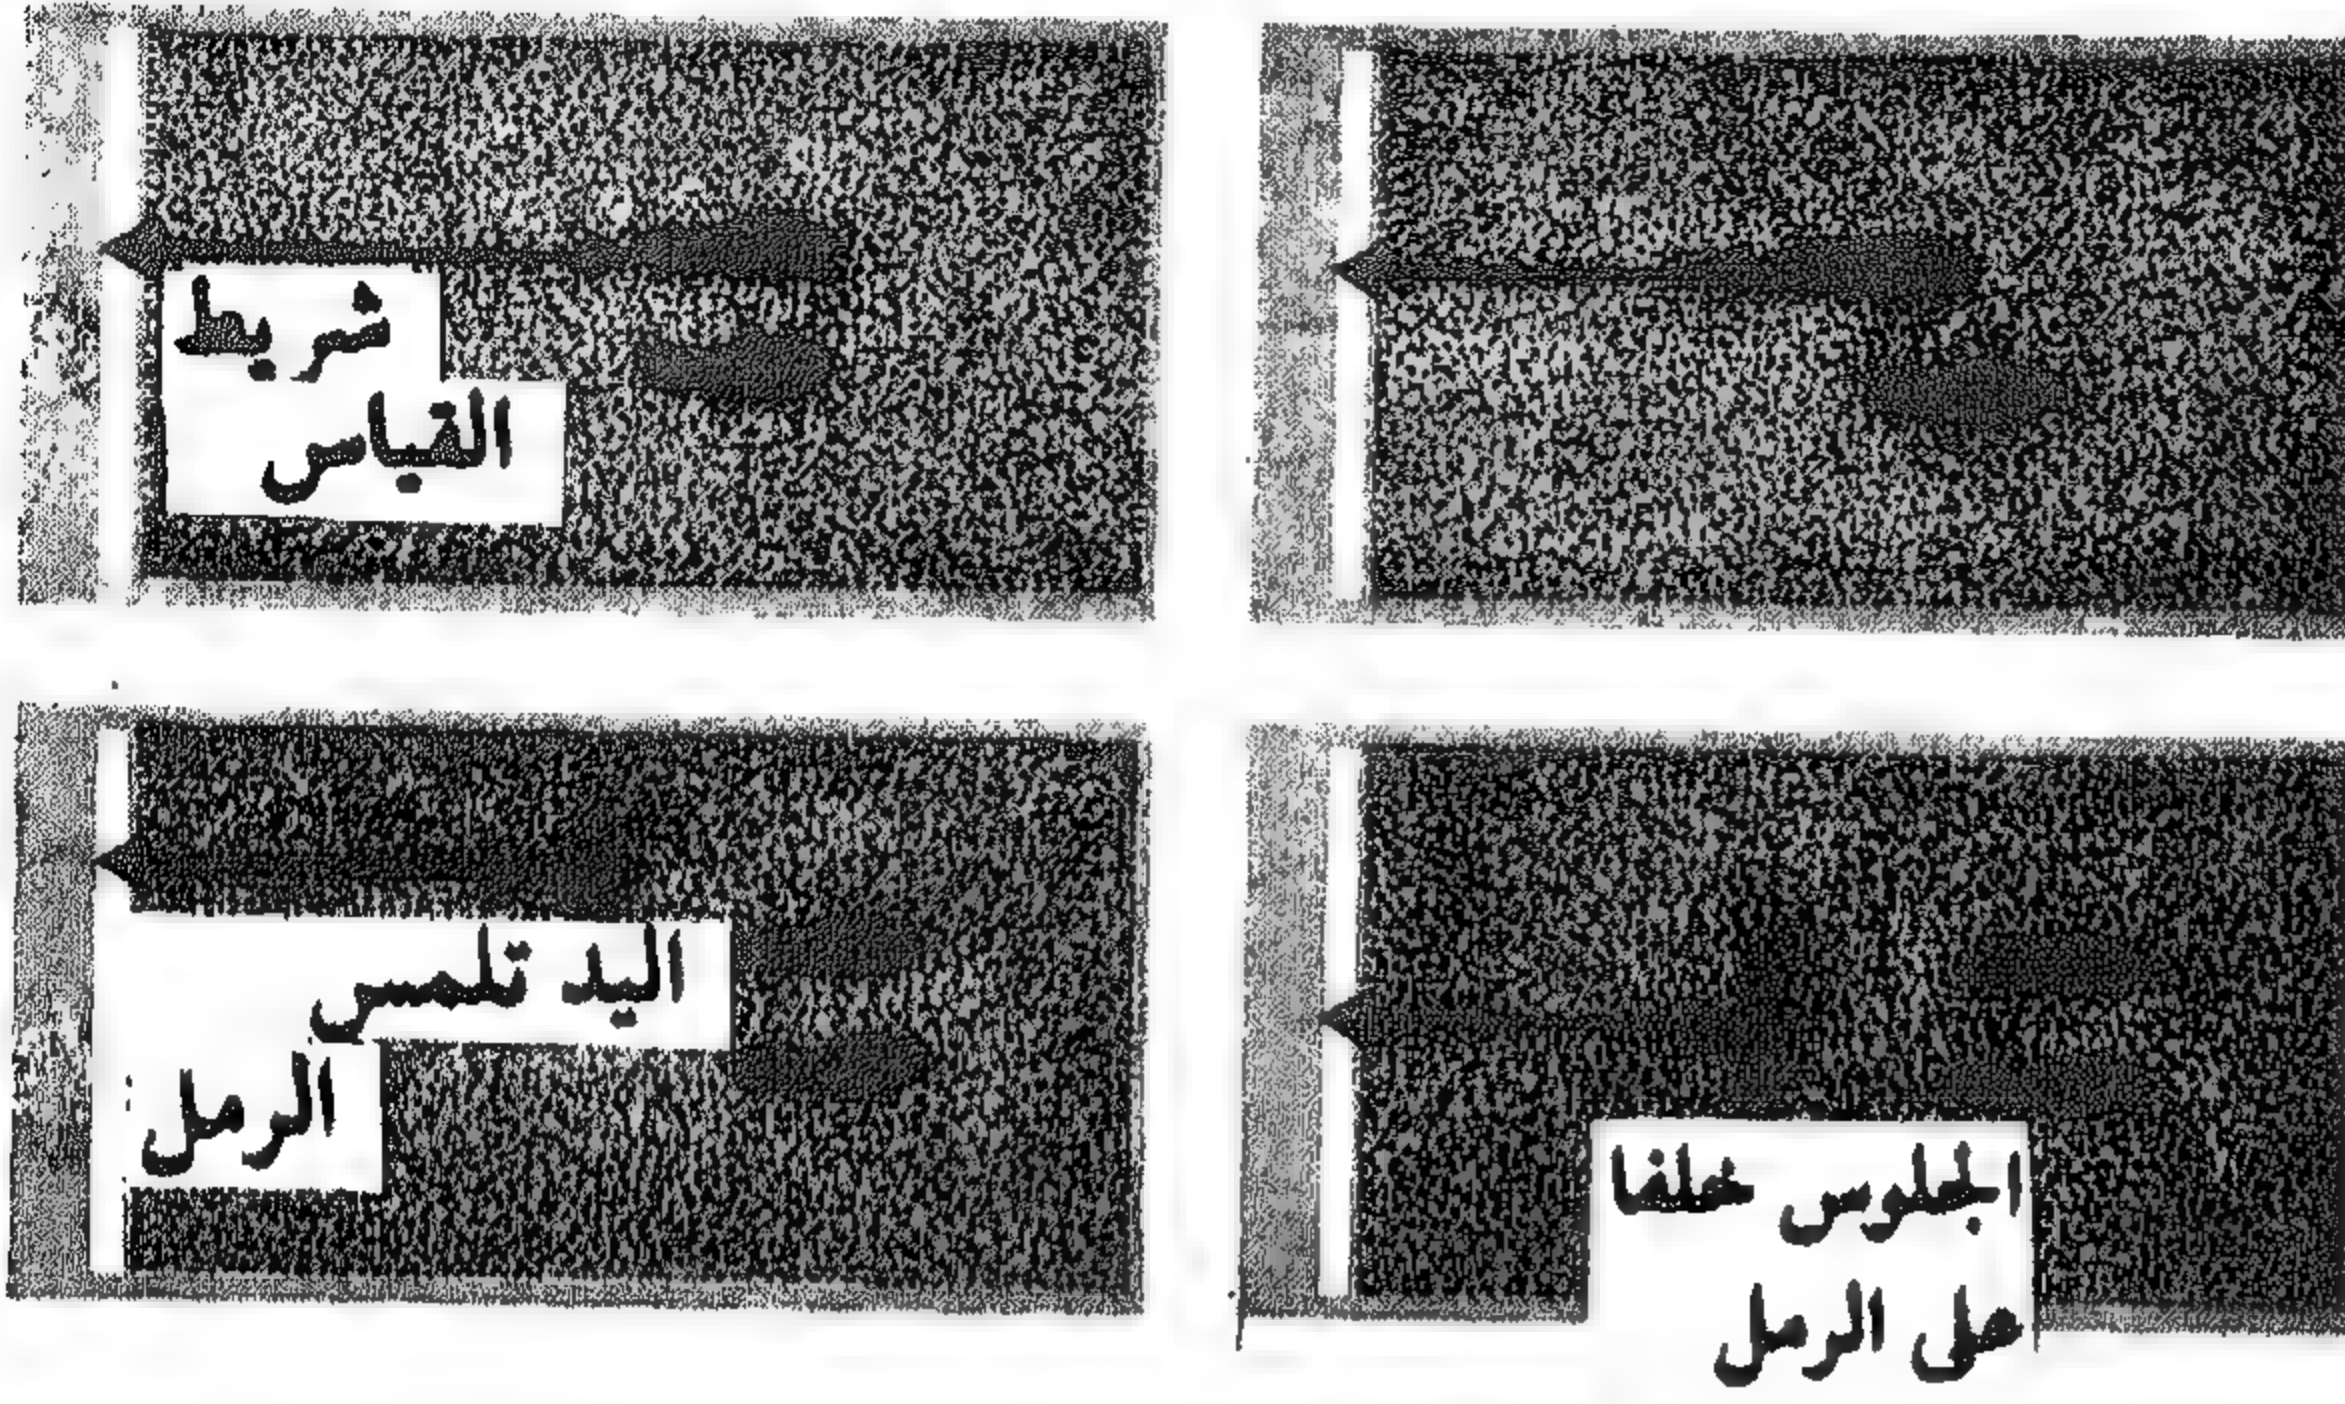 شريط
القياس
اليد تلمس
الرمل
الجلوس خلفا
على الرمل